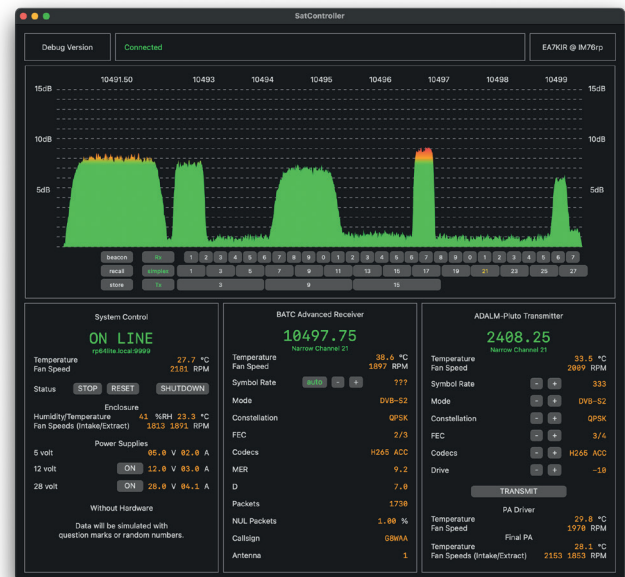 SatController
Debug Version
Connected
EA7KIR @ IM76rp
10491.50 10493 10494 10495 10496 10497 10498 10499
15dB 15dB
10dB 10dB
5dB 5dB
beacon Rx 1 2 3 4 5 6 7 8 9 0 1 2 3 4 5 6 7 8 9 0 1 2 3 4 5 6 7
recall simplex 1 3 5 7 9 11 13 15 17 19 21 23 25 27
store Tx 3 9 15
System Control
ON LINE
rp64lite.local:9999
Temperature 27.7 °C
Fan Speed 2181 RPM
Status STOP RESET SHUTDOWN
Enclosure
Humidity/Temperature 41 %RH 23.3 °C
Fan Speeds (Intake/Extract) 1813 1891 RPM
Power Supplies
5 volt 05.0 V 02.0 A
12 volt ON 12.0 V 03.0 A
28 volt ON 28.0 V 04.1 A
Without Hardware
Data will be simulated with
question marks or random numbers.
BATC Advanced Receiver
10497.75
Narrow Channel 21
Temperature 38.6 °C
Fan Speed 1897 RPM
Symbol Rate auto - + ???
Mode DVB-S2
Constellation QPSK
FEC 2/3
Codecs H265 ACC
MER 9.2
D 7.0
Packets 1730
NUL Packets 1.00 %
Callsign G8WAA
Antenna 1
ADALM-Pluto Transmitter
2408.25
Narrow Channel 21
Temperature 33.5 °C
Fan Speed 2009 RPM
Symbol Rate - + 333
Mode - + DVB-S2
Constellation - + QPSK
FEC - + 3/4
Codecs - + H265 ACC
Drive - + -10
TRANSMIT
PA Driver
Temperature 29.8 °C
Fan Speed 1970 RPM
Final PA
Temperature 28.1 °C
Fan Speeds (Intake/Extract) 2153 1853 RPM